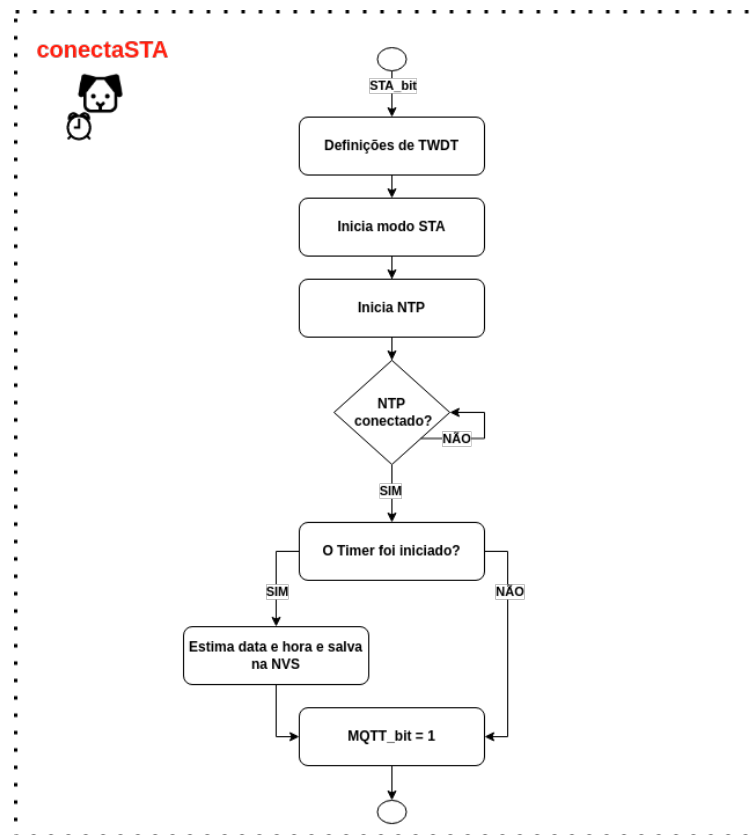 conectaSTA
STA_bit
Definições de TWDT
Inicia modo STA
Inicia NTP
NTP
conectado?
NÃO
SIM
O Timer foi iniciado?
SIM
NÃO
Estima data e hora e salva
na NVS
MQTT_bit = 1